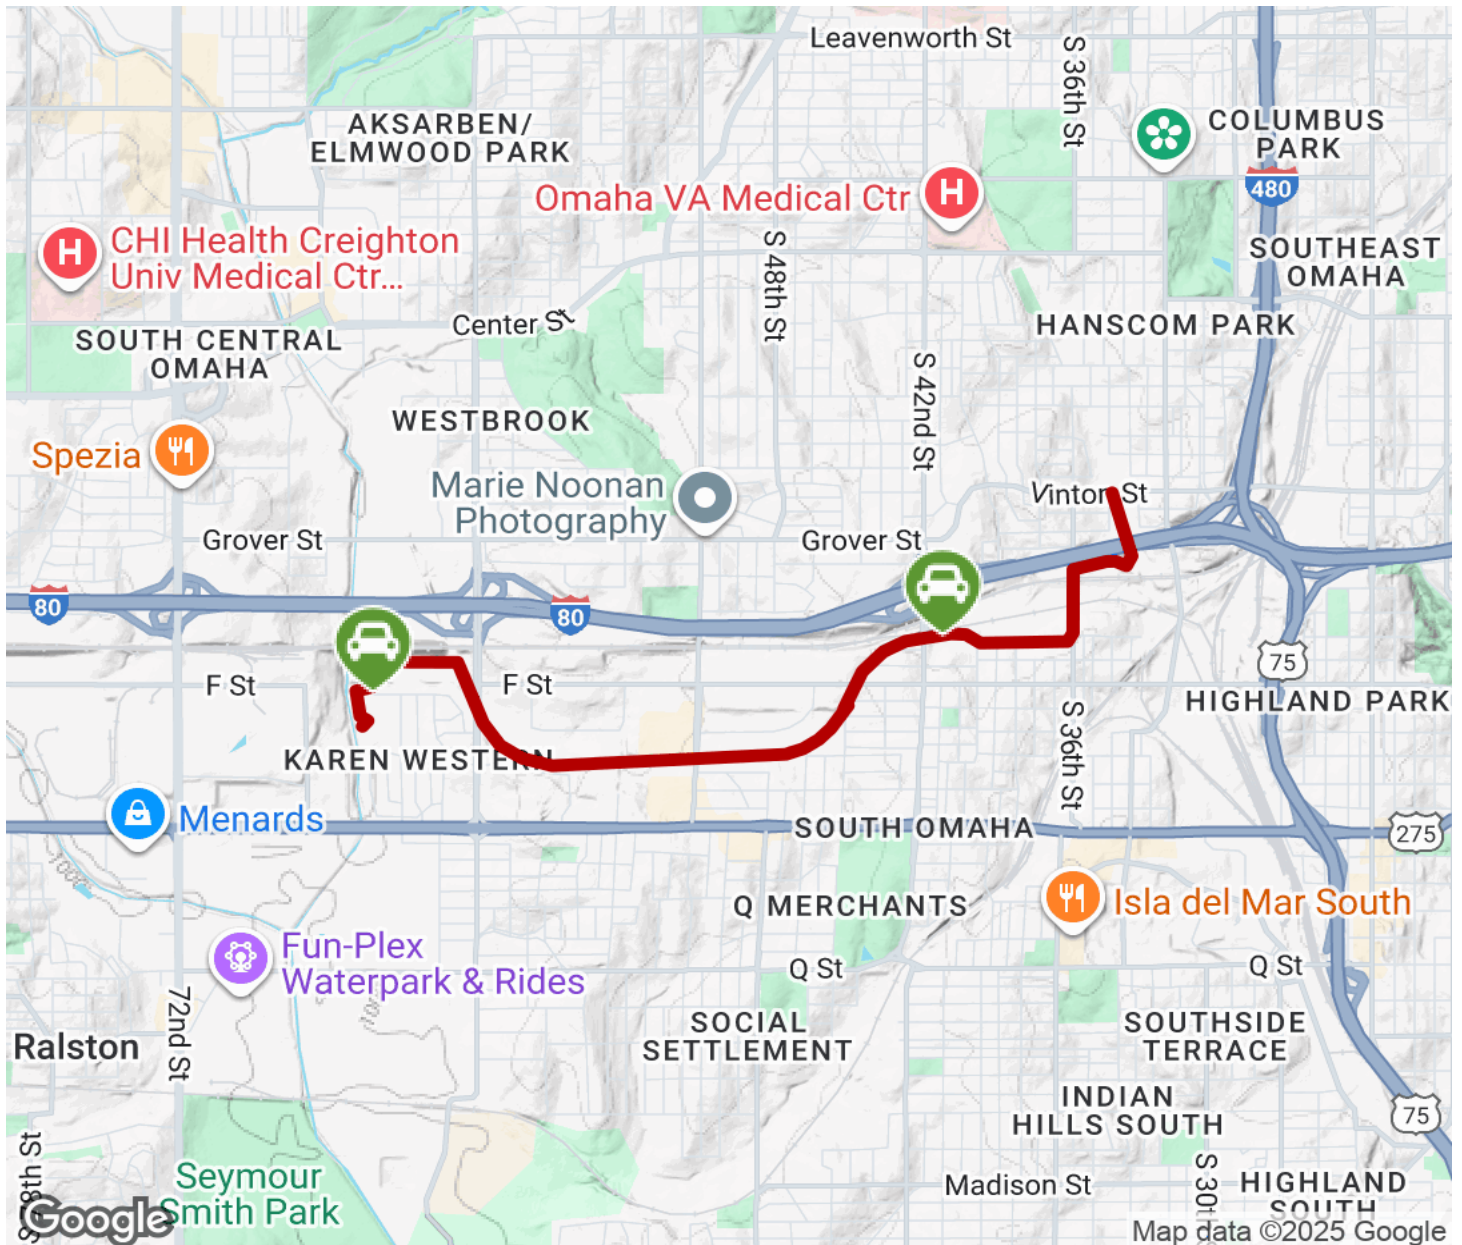 Leavenworth St
S 36th St
AKSARBEN/
ELMWOOD PARK
COLUMBUS
PARK
H
Omaha VA Medical Ctr
480
H
CHI Health Creighton
Univ Medical Ctr...
S 48th St
SOUTHEAST
OMAHA
Center St
HANSCOM PARK
SOUTH CENTRAL
OMAHA
S 42nd St
WESTBROOK
Spezia
Marie Noonan
Photography
Vinton St
Grover St
Grover St
80
80
75
F St
F St
HIGHLAND PARK
S 36th St
KAREN WESTERN
Menards
SOUTH OMAHA
275
1000
Q MERCHANTS
Isla del Mar South
Fun-Plex
Waterpark & Rides
Q St
Q St
72nd St
SOCIAL
SETTLEMENT
SOUTHSIDE
TERRACE
Ralston
INDIAN
HILLS SOUTH
75
S 78th St
Seymour
Smith Park
Madison St
S 30th
HIGHLAND
SOUTH
Google
Map data ©2025 Google